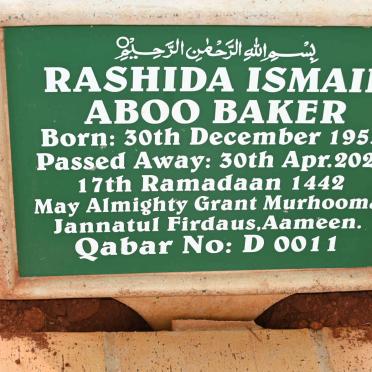 بسم الله الرحمن الرحيم
RASHIDA ISMAIL
ABOO BAKER
Born: 30th December 195
Passed Away: 30th Apr.202
17th Ramadaan 1442
May Almighty Grant Murhooma
Jannatul Firdaus,Aameen.
Qabar No: D 0011